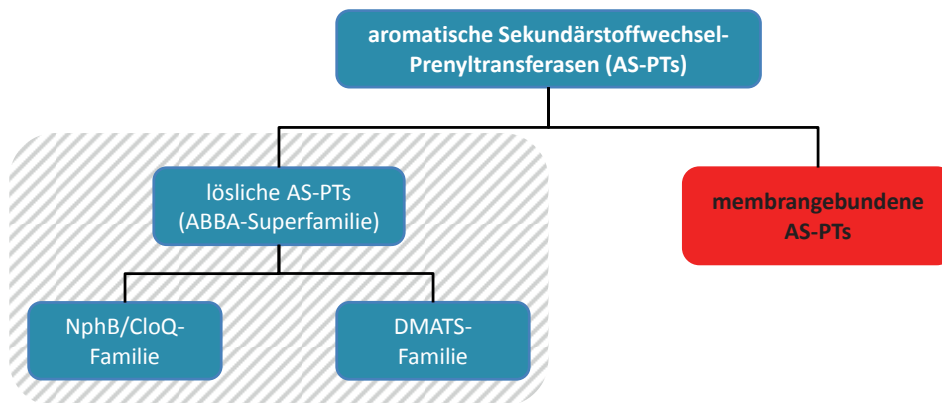 aromatische Sekundärstoffwechsel-
Prenyltransferasen (AS-PTs)
lösliche AS-PTs
(ABBA-Superfamilie)
membrangebundene
AS-PTs
NphB/CloQ-
Familie
DMATS-
Familie